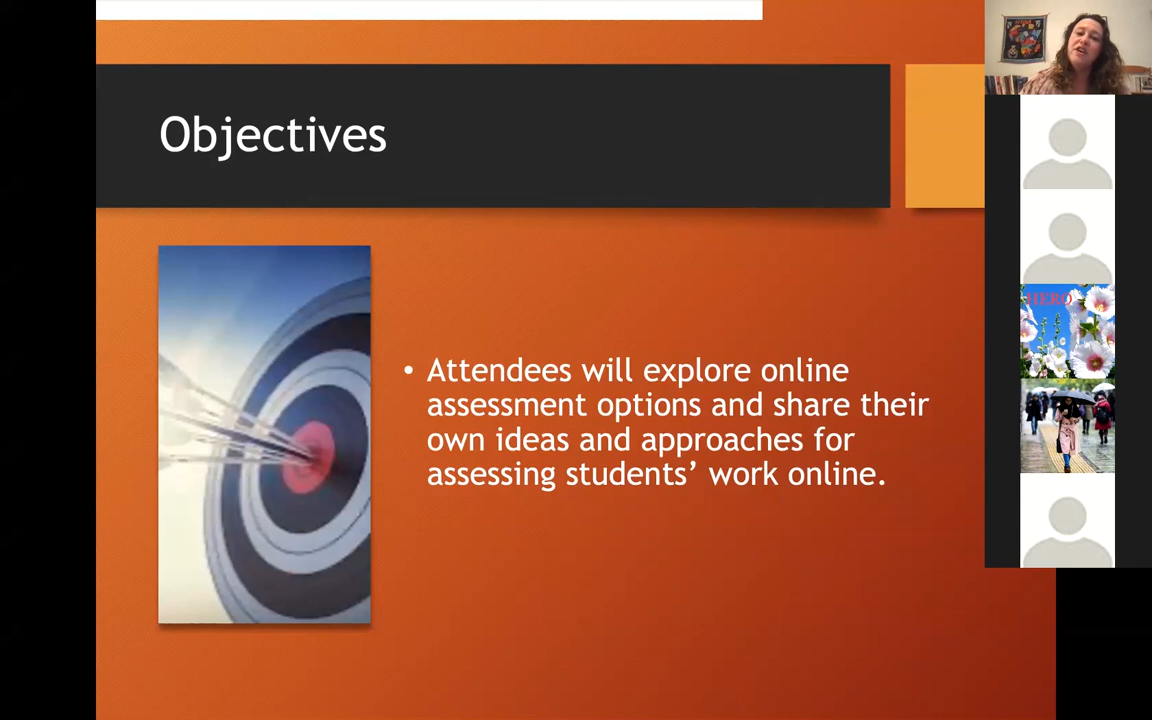 Objectives
• Attendees will explore online
assessment options and share their
own ideas and approaches for
assessing students’ work online.
HERO